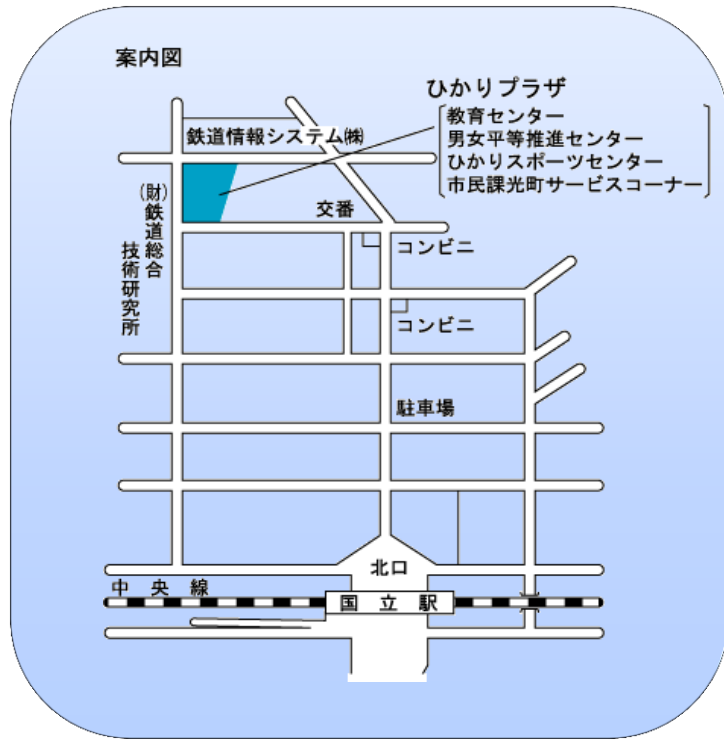 案内図
ひかりプラザ
教育センター
男女平等推進センター
ひかりスポーツセンター
市民課光町サービスコーナー
鉄道情報システム㈱
(財)鉄道総合
技術研究所
交番
コンビニ
コンビニ
駐車場
北口
中央線
国立駅